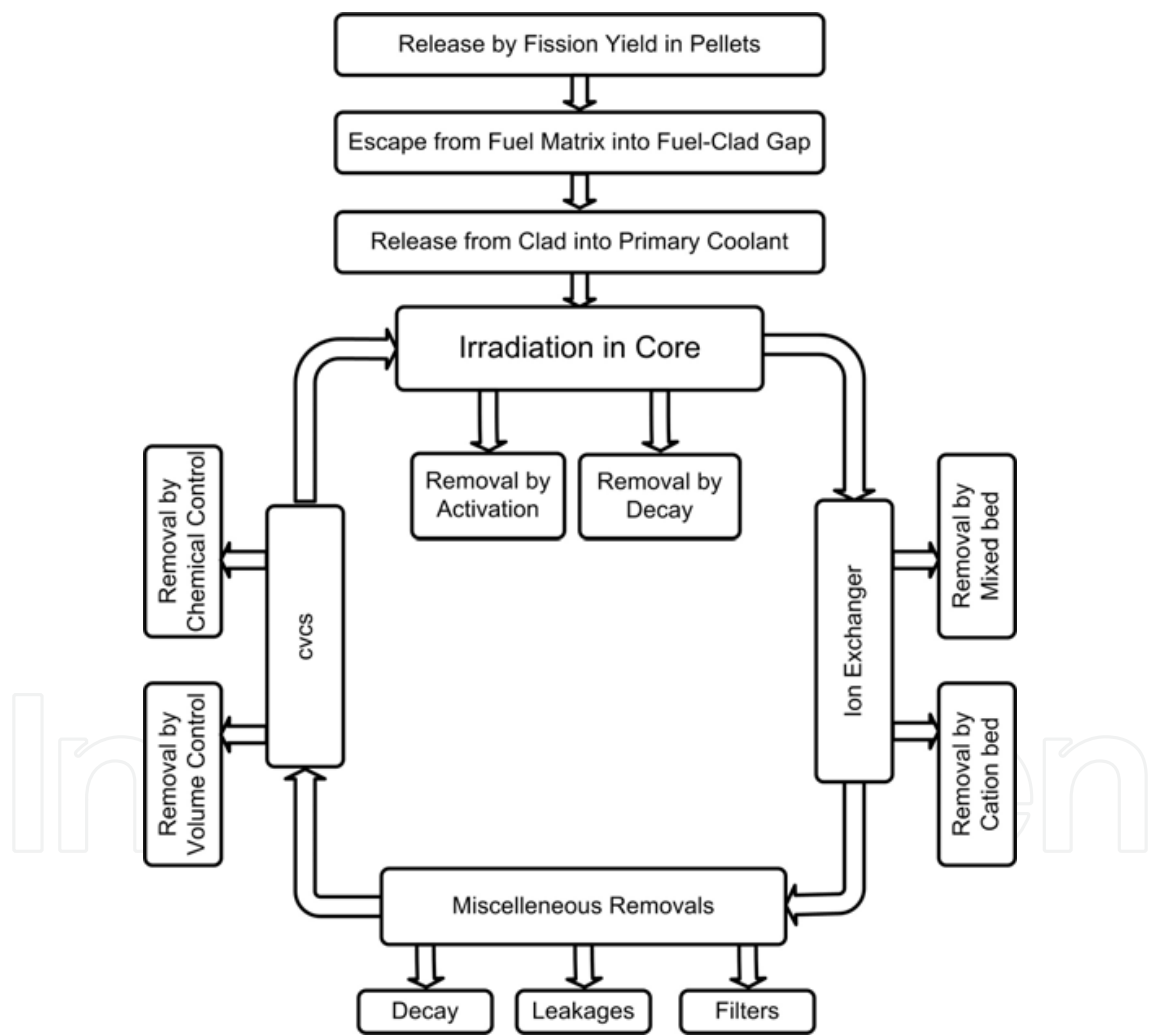 Release by Fission Yield in Pellets
Escape from Fuel Matrix into Fuel-Clad Gap
Release from Clad into Primary Coolant
Irradiation in Core
Removal by
Activation
Removal by
Decay
Removal by
Chemical Control
cvcs
Removal by
Volume Control
Ion Exchanger
Removal by
Mixed bed
Removal by
Cation bed
Miscelleneous Removals
Decay
Leakages
Filters